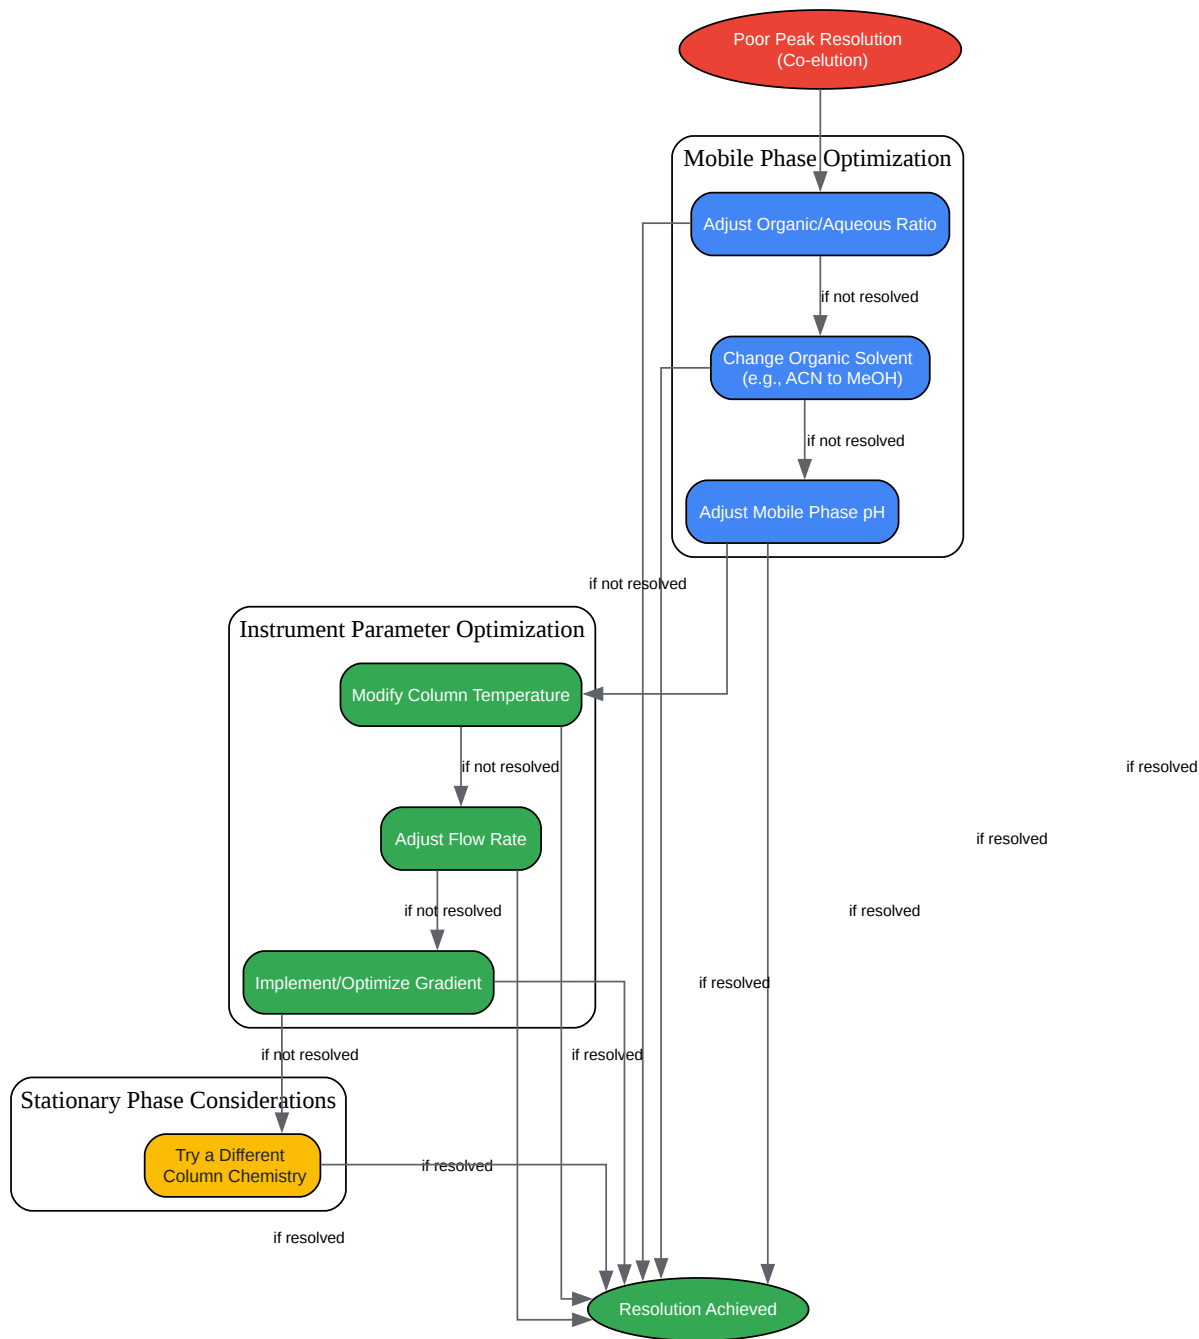 Poor Peak Resolution
(Co-elution)
Mobile Phase Optimization
Adjust Organic/Aqueous Ratio
if not resolved
Change Organic Solvent
(e.g., ACN to MeOH)
if not resolved
Adjust Mobile Phase pH
if not resolved
Instrument Parameter Optimization
Modify Column Temperature
if not resolved
if resolved
Adjust Flow Rate
if resolved
if not resolved
if resolved
Implement/Optimize Gradient
if resolved
if not resolved
if resolved
Stationary Phase Considerations
Try a Different
Column Chemistry
if resolved
if resolved
Resolution Achieved